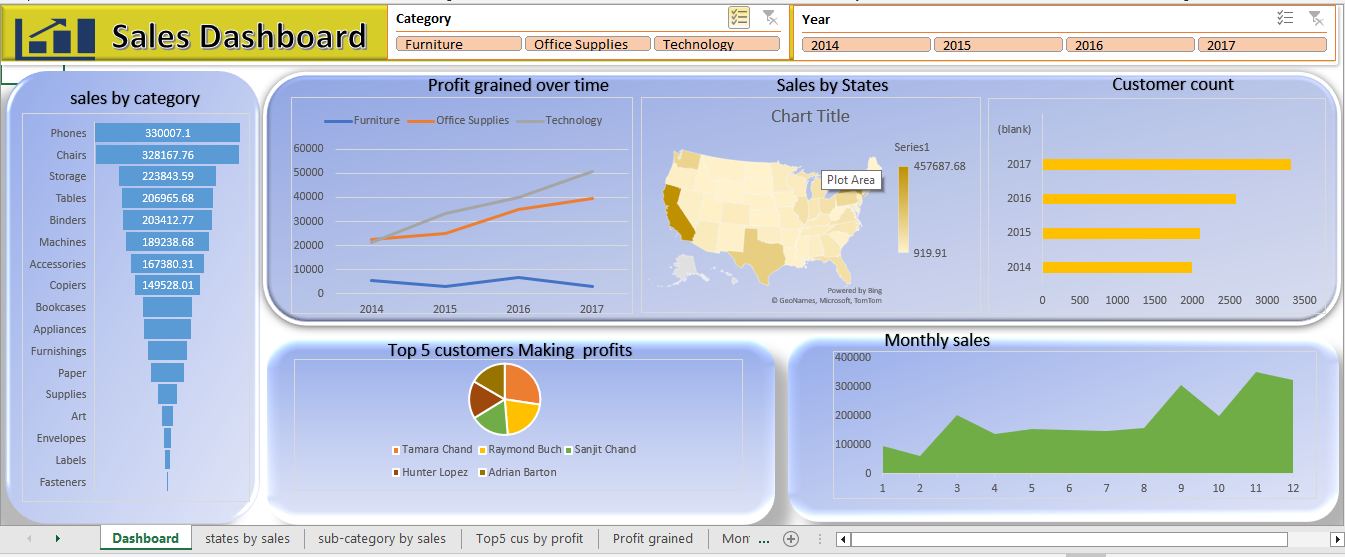 Sales Dashboard
Category
Furniture
Office Supplies
Technology
Year
2014
2015
2016
2017
sales by category
Phones 330007.1
Chairs 328167.76
Storage 223843.59
Tables 206965.68
Binders 203412.77
Machines 189238.68
Accessories 167380.31
Copiers 149528.01
Bookcases
Appliances
Furnishings
Paper
Supplies
Art
Envelopes
Labels
Fasteners
Profit grained over time
Furniture Office Supplies Technology
60000
50000
40000
30000
20000
10000
0
2014 2015 2016 2017
Sales by States
Chart Title
Series1
457687.68
919.91
Plot Area
Powered by Bing
© GeoNames, Microsoft, TomTom
Customer count
(blank)
2017
2016
2015
2014
0 500 1000 1500 2000 2500 3000 3500
Top 5 customers Making profits
Tamara Chand Raymond Buch Sanjit Chand
Hunter Lopez Adrian Barton
Monthly sales
400000
300000
200000
100000
0
1 2 3 4 5 6 7 8 9 10 11 12
Dashboard states by sales sub-category by sales Top5 cus by profit Profit grained Mon ...